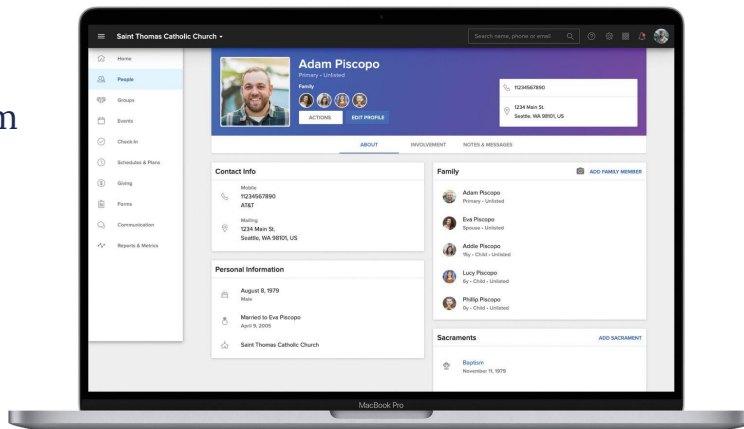 m
Saint Thomas Catholic Church
Search name, phone or email
Home
People
Groups
Events
Check In
Schedules & Plans
Giving
Forms
Communication
Reports & Metrics
Adam Piscopo
Primary • Unlisted
Family
ACTIONS
EDIT PROFILE
11234567890
1234 Main St.
Seattle, WA 98101, US
ABOUT
INVOLVEMENT
NOTES & MESSAGES
Contact Info
Mobile
11234567890
AT&T
Mailing
1234 Main St.
Seattle, WA 98101, US
Personal Information
August 8, 1979
Male
Married to Eva Piscopo
April 9, 2005
Saint Thomas Catholic Church
Family
ADD FAMILY MEMBER
Adam Piscopo
Primary • Unlisted
Eva Piscopo
Spouse • Unlisted
Addie Piscopo
15y • Child • Unlisted
Lucy Piscopo
6y • Child • Unlisted
Phillip Piscopo
0y • Child • Unlisted
Sacraments
ADD SACRAMENT
Baptism
November 11, 1979
MacBook Pro